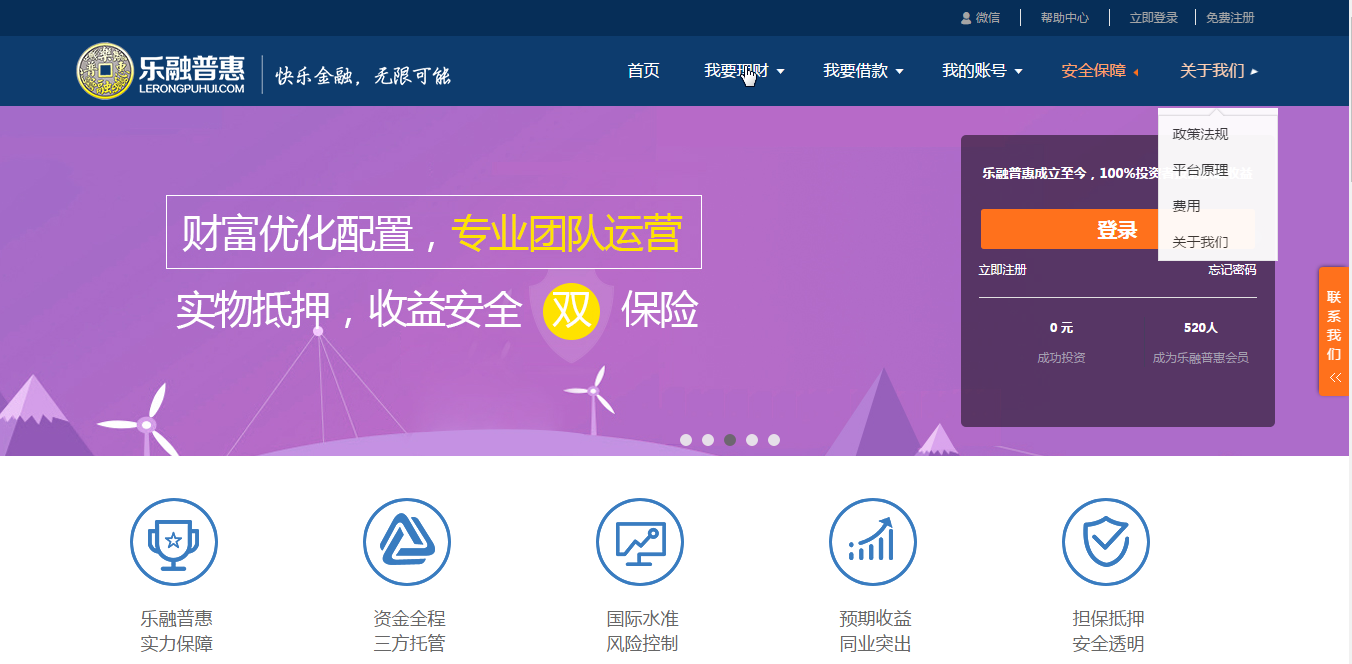 微信
帮助中心
立即登录
免费注册
乐融普惠
LERONGPUHUI.COM
快乐金融，无限可能
首页
我要理财
我要借款
我的账号
安全保障
关于我们
政策法规
平台原理
费用
关于我们
财富优化配置，专业团队运营
实物抵押，收益安全 双 保险
乐融普惠成立至今，100%投资
登录
立即注册
忘记密码
0 元
520人
成功投资
成为乐融普惠会员
联系我们
乐融普惠
实力保障
资金全程
三方托管
国际水准
风险控制
预期收益
同业突出
担保抵押
安全透明